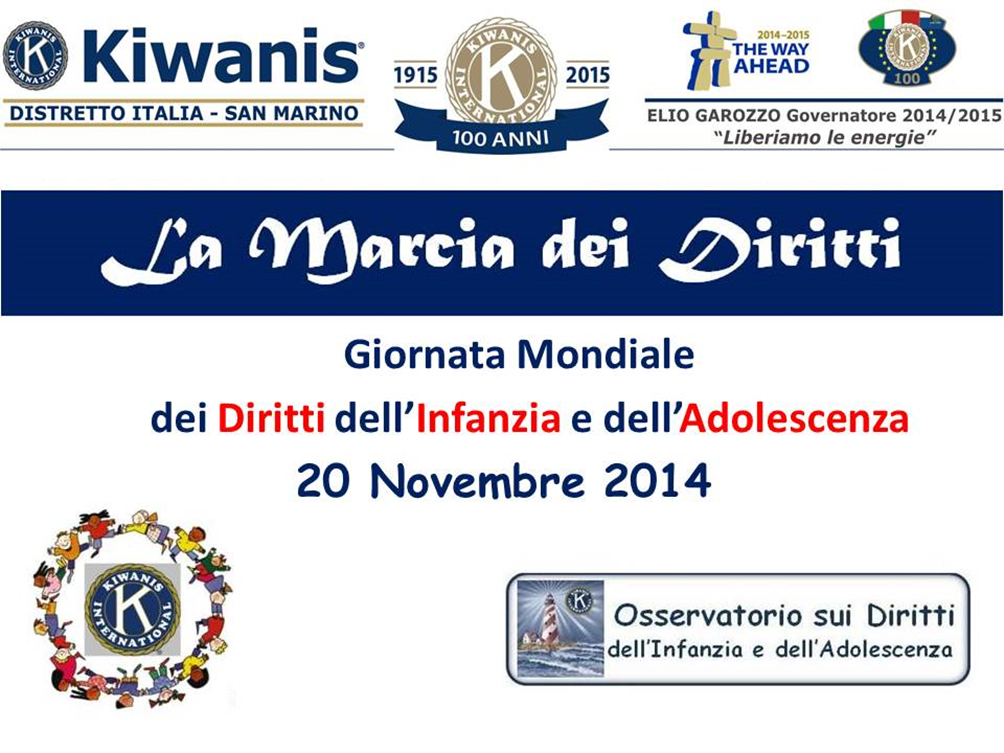 KIWANIS
INTERNATIONAL
K
Kiwanis®
DISTRETTO ITALIA - SAN MARINO
1915
KIWANIS
INTERNATIONAL
K
2015
100 ANNI
2014-2015
THE WAY
AHEAD
K
100
ELIO GAROZZO Governatore 2014/2015
"Liberiamo le energie"
La Marcia dei Diritti
Giornata Mondiale
dei Diritti dell'Infanzia e dell'Adolescenza
20 Novembre 2014
KIWANIS
INTERNATIONAL
K
K
Osservatorio sui Diritti
dell'Infanzia e dell'Adolescenza